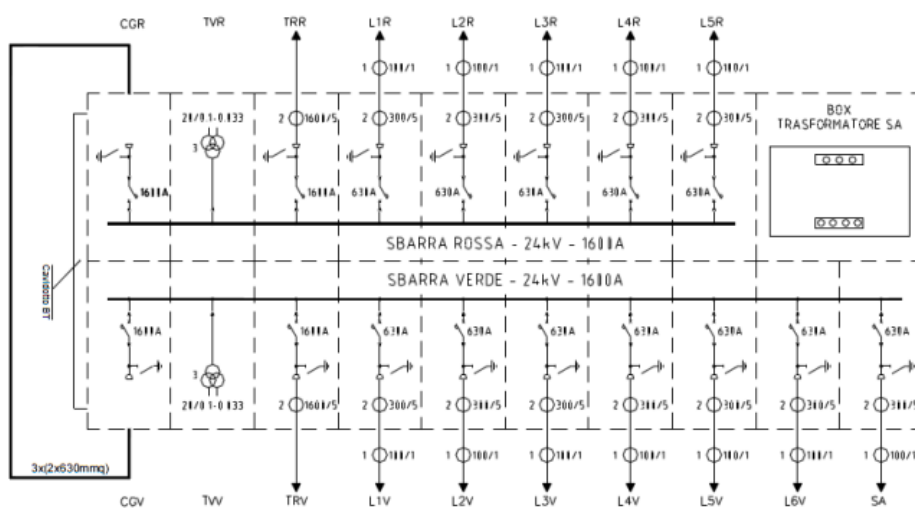 CGR TVR TRR L1R L2R L3R L4R L5R
1 100/1 1 100/1 1 100/1 1 100/1 1 100/1
20/0.1-0.033 2 1600/5 2 300/5 2 300/5 2 300/5 2 300/5 2 300/5
BOX
TRASFORMATORE SA
3
1600A 1600A 630A 630A 630A 630A 630A
SBARRA ROSSA - 24kV - 1600A
Cavidotto BT
SBARRA VERDE - 24kV - 1600A
1600A 1600A 630A 630A 630A 630A 630A 630A 630A
3
20/0.1-0.033 2 1600/5 2 300/5 2 300/5 2 300/5 2 300/5 2 300/5 2 300/5 2 300/5
1 100/1 1 100/1 1 100/1 1 100/1 1 100/1 1 100/1 1 100/1
3x(2x630mmq)
CGV TVV TRV L1V L2V L3V L4V L5V L6V SA